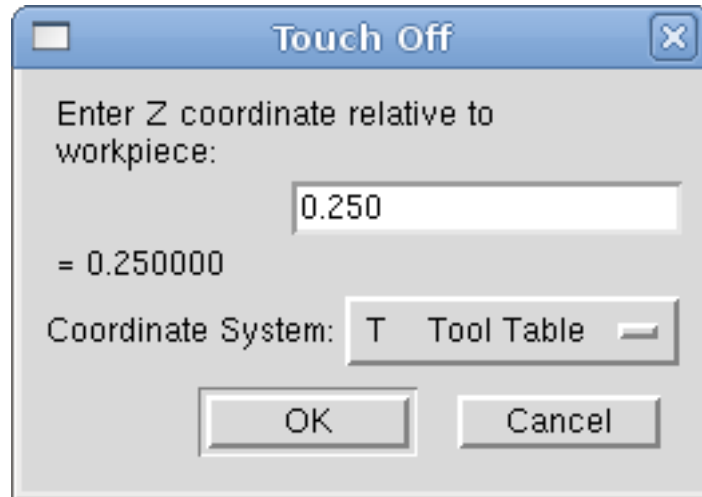 Touch Off
Enter Z coordinate relative to
workpiece:
0.250
= 0.250000
Coordinate System: T Tool Table
OK Cancel